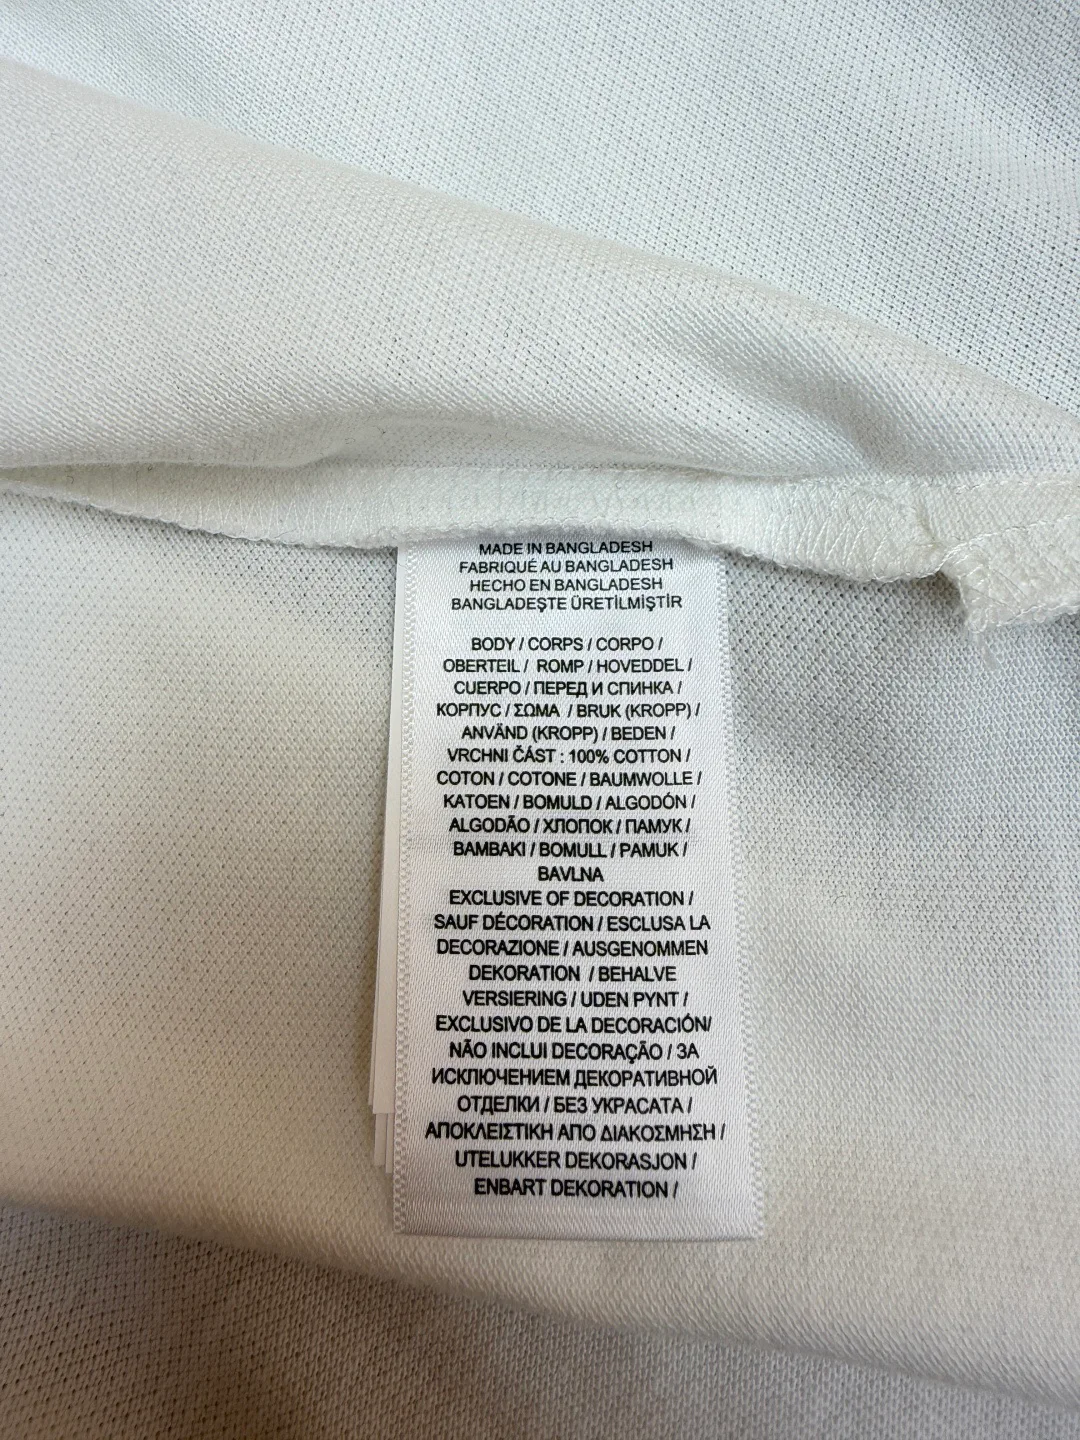 MADE IN BANGLADESH
FABRIQUÉ AU BANGLADESH
HECHO EN BANGLADESH
BANGLADEŞTE ÜRETİLMİŞTİR
BODY / CORPS / CORPO /
OBERTEIL / ROMP / HOVEDDEL /
CUERPO / ПЕРЕД И СПИНКА /
КОРПУС / ΣΩΜΑ / BRUK (KROPP) /
ANVÄND (KROPP) / BEDEN /
VRCHNI ČÁST : 100% COTTON /
COTON / COTONE / BAUMWOLLE /
KATOEN / BOMULD / ALGODÓN /
ALGODÃO / ХЛОПОК / ПАМУК /
BAMBAKI / BOMULL / PAMUK /
BAVLNA
EXCLUSIVE OF DECORATION /
SAUF DÉCORATION / ESCLUSA LA
DECORAZIONE / AUSGENOMMEN
DEKORATION / BEHALVE
VERSIERING / UDEN PYNT /
EXCLUSIVO DE LA DECORACIÓN/
NÃO INCLUI DECORAÇÃO / ЗА
ИСКЛЮЧЕНИЕМ ДЕКОРАТИВНОЙ
ОТДЕЛКИ / БЕЗ УКРАСАТА /
ΑΠΟΚΛΕΙΣΤΙΚΗ ΑΠΟ ΔΙΑΚΟΣΜΗΣΗ /
UTELUKKER DEKORASJON /
ENBART DEKORATION /